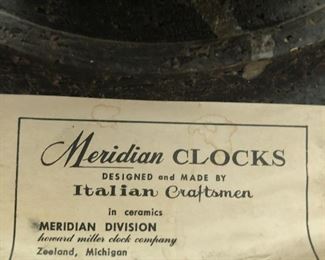 Meridian CLOCKS
DESIGNED and MADE BY
Italian Craftsmen
in ceramics
MERIDIAN DIVISION
howard miller clock company
Zeeland, Michigan